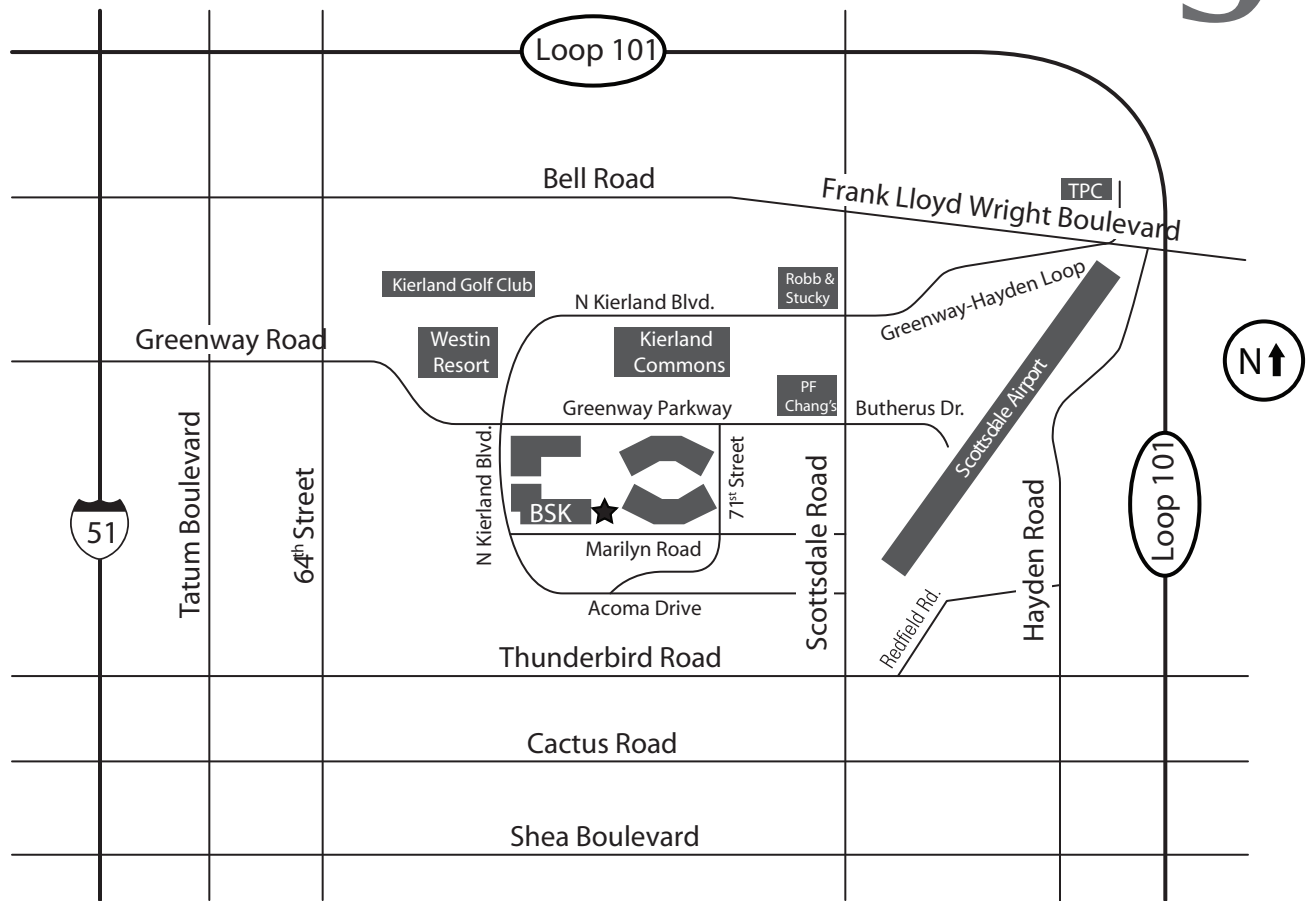 Loop 101
Bell Road
Frank Lloyd Wright Boulevard
TPC
Kierland Golf Club
Robb &
Stucky
N Kierland Blvd.
Greenway-Hayden Loop
Greenway Road
Westin
Resort
Kierland
Commons
N
PF
Chang's
Greenway Parkway
Butherus Dr.
Scottsdale Airport
Tatum Boulevard
64th Street
N Kierland Blvd.
71st Street
Scottsdale Road
Hayden Road
Loop 101
51
BSK
Marilyn Road
Acoma Drive
Redfield Rd.
Thunderbird Road
Cactus Road
Shea Boulevard